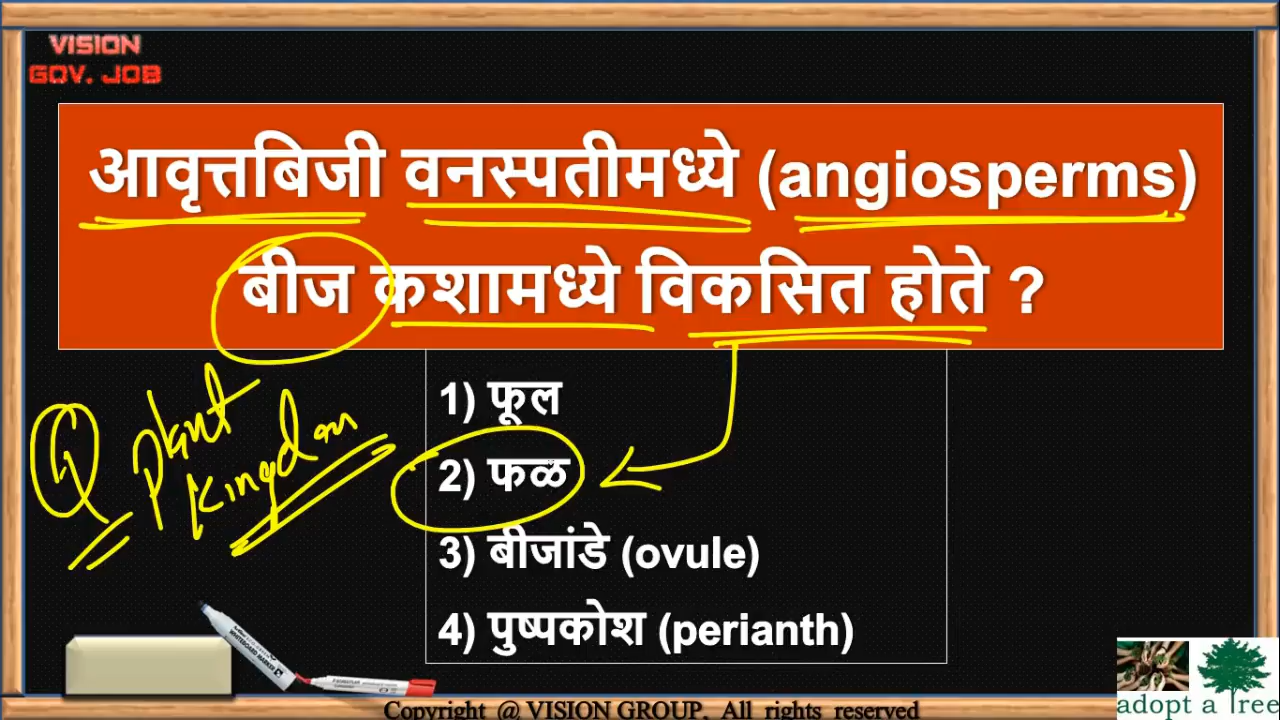 VISION
GOV. JOB
आवृत्तबिजी वनस्पतीमध्ये (angiosperms)
बीज कशामध्ये विकसित होते ?
Q Plant
Kingdom
1) फूल
2) फळ
3) बीजांडे (ovule)
4) पुष्पकोश (perianth)
adopt a Tree
Copyright @ VISION GROUP. All rights reserved